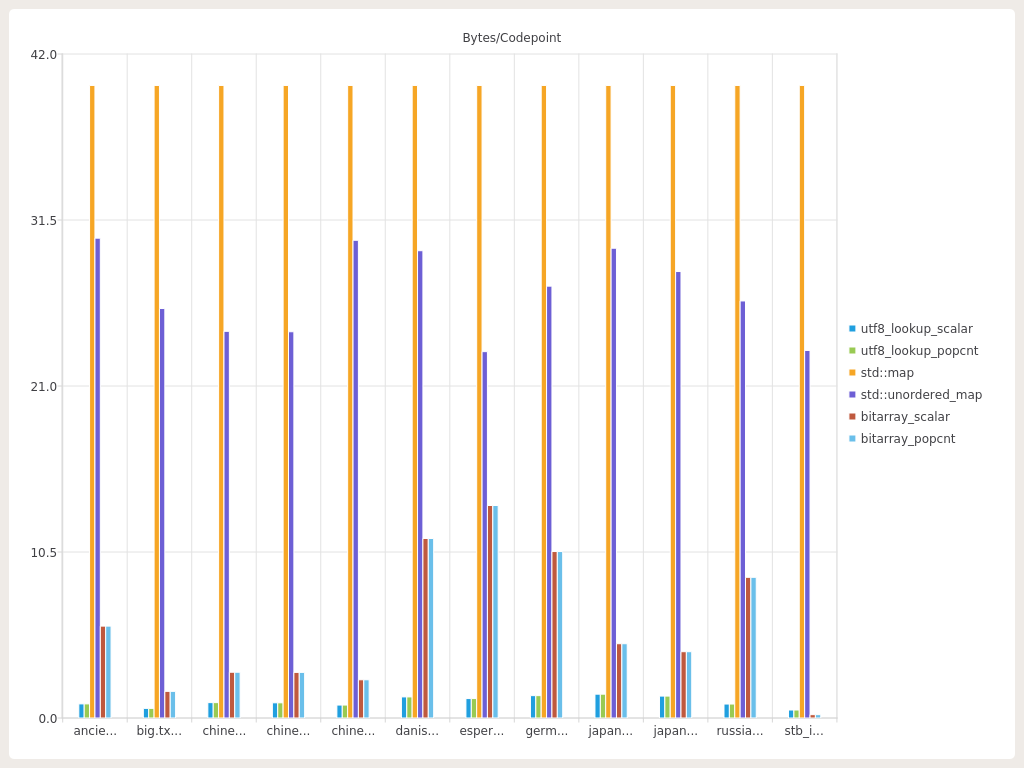 Bytes/Codepoint
42.0
31.5
21.0
10.5
0.0
ancie... big.tx... chine... chine... chine... danis... esper... germ... japan... japan... russia... stb_i...
utf8_lookup_scalar
utf8_lookup_popcnt
std::map
std::unordered_map
bitarray_scalar
bitarray_popcnt